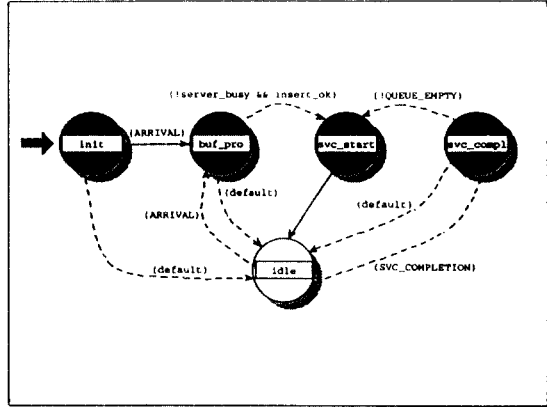 (!server_busy && insert_ok)
(!QUEUE_EMPTY)
(ARRIVAL)
init
buf_pro
svc_start
svc_compl
(default)
(default)
(ARRIVAL)
(default)
idle
(SVC_COMPLETION)